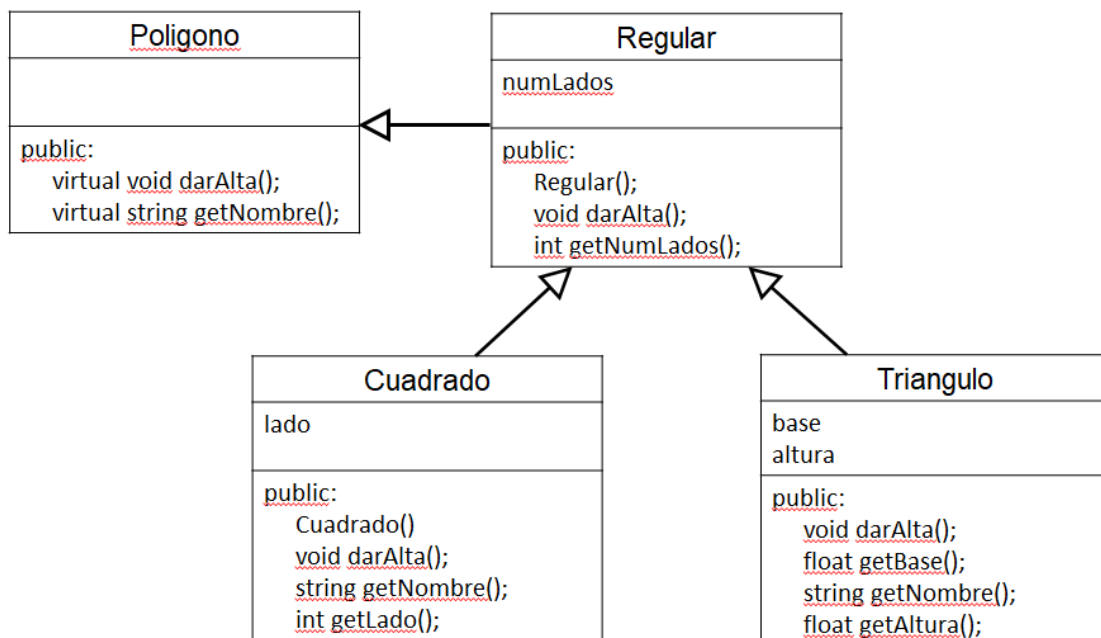 Poligono
public:
virtual void darAlta();
virtual string getNombre();
Regular
numLados
public:
Regular();
void darAlta();
int getNumLados();
Cuadrado
lado
public:
Cuadrado()
void darAlta();
string getNombre();
int getLado();
Triangulo
base
altura
public:
void darAlta();
float getBase();
string getNombre();
float getAltura();